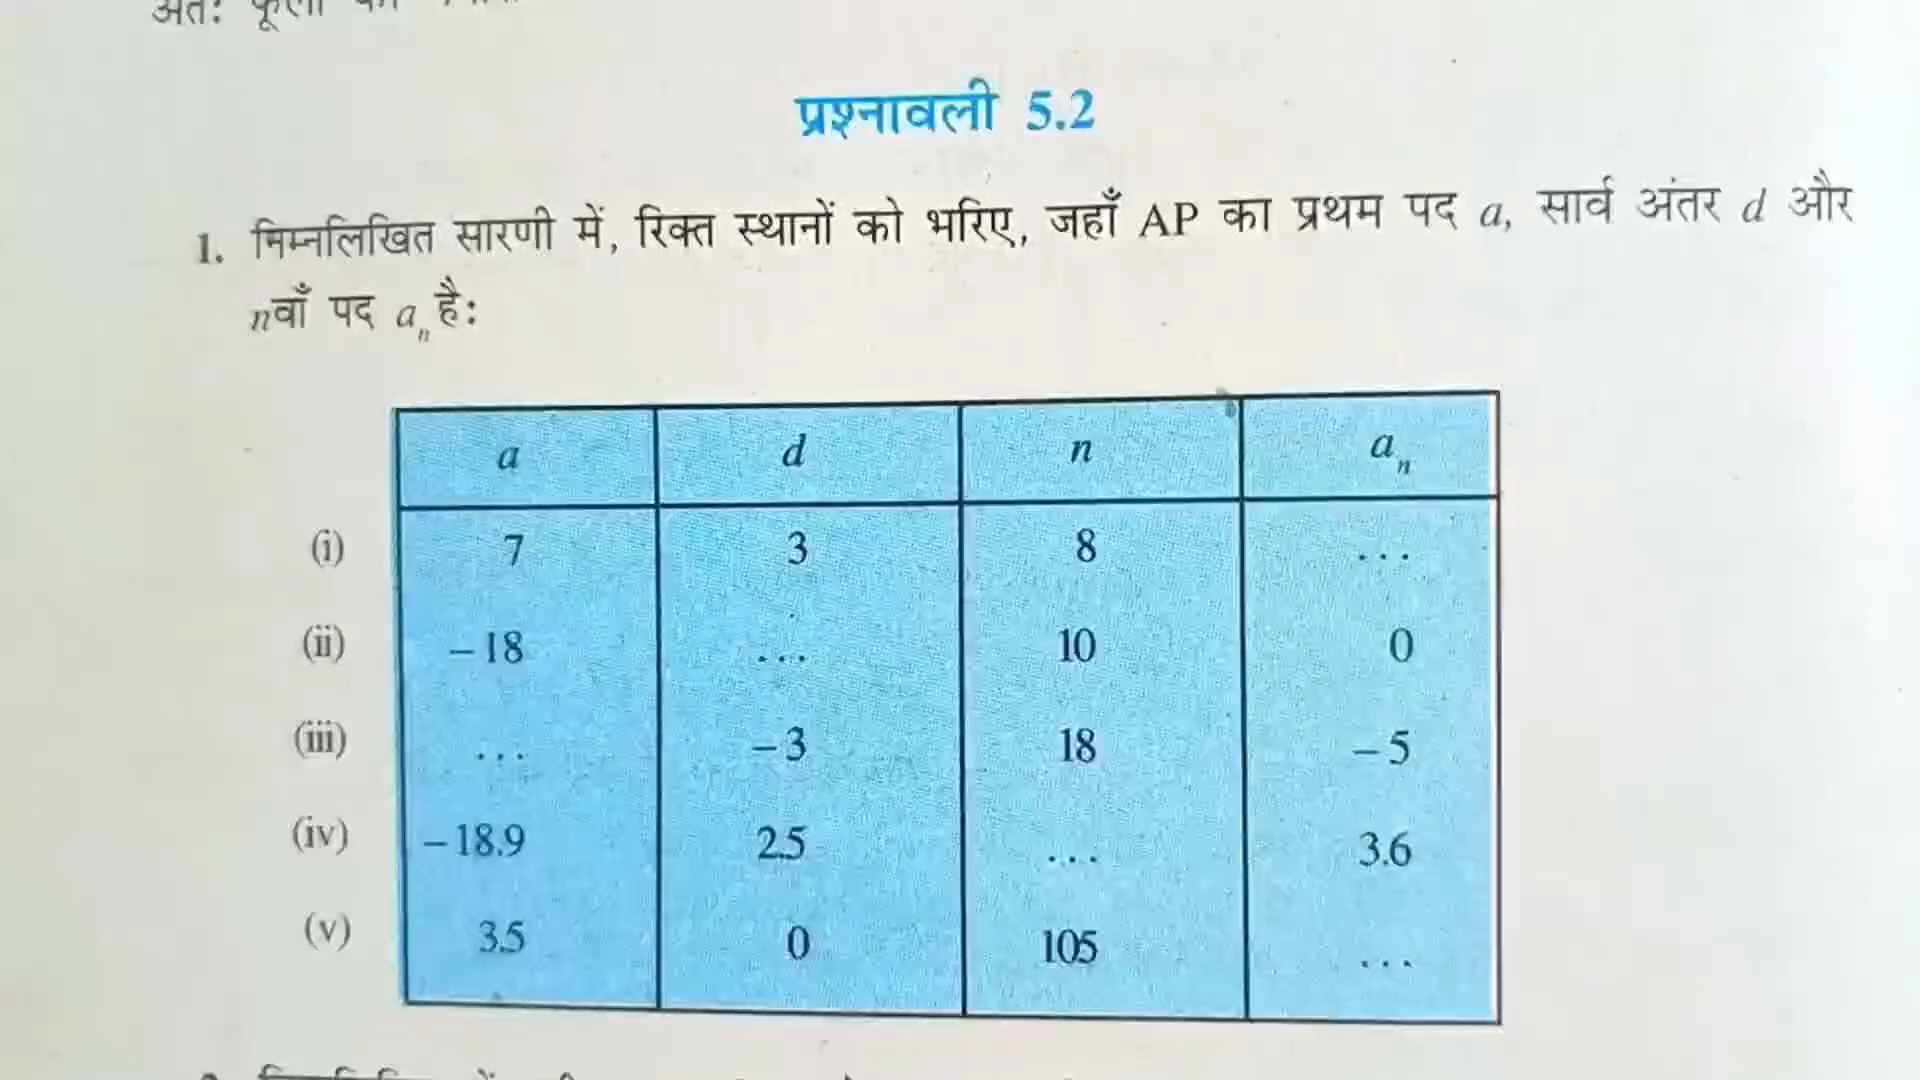 अतः
प्रश्नावली 5.2
1. निम्नलिखित सारणी में, रिक्त स्थानों को भरिए, जहाँ AP का प्रथम पद a, सार्व अंतर d और
nवाँ पद aₙ है:
a d n aₙ
(i) 7 3 8 ...
(ii) – 18 ... 10 0
(iii) ... – 3 18 – 5
(iv) – 18.9 2.5 ... 3.6
(v) 3.5 0 105 ...